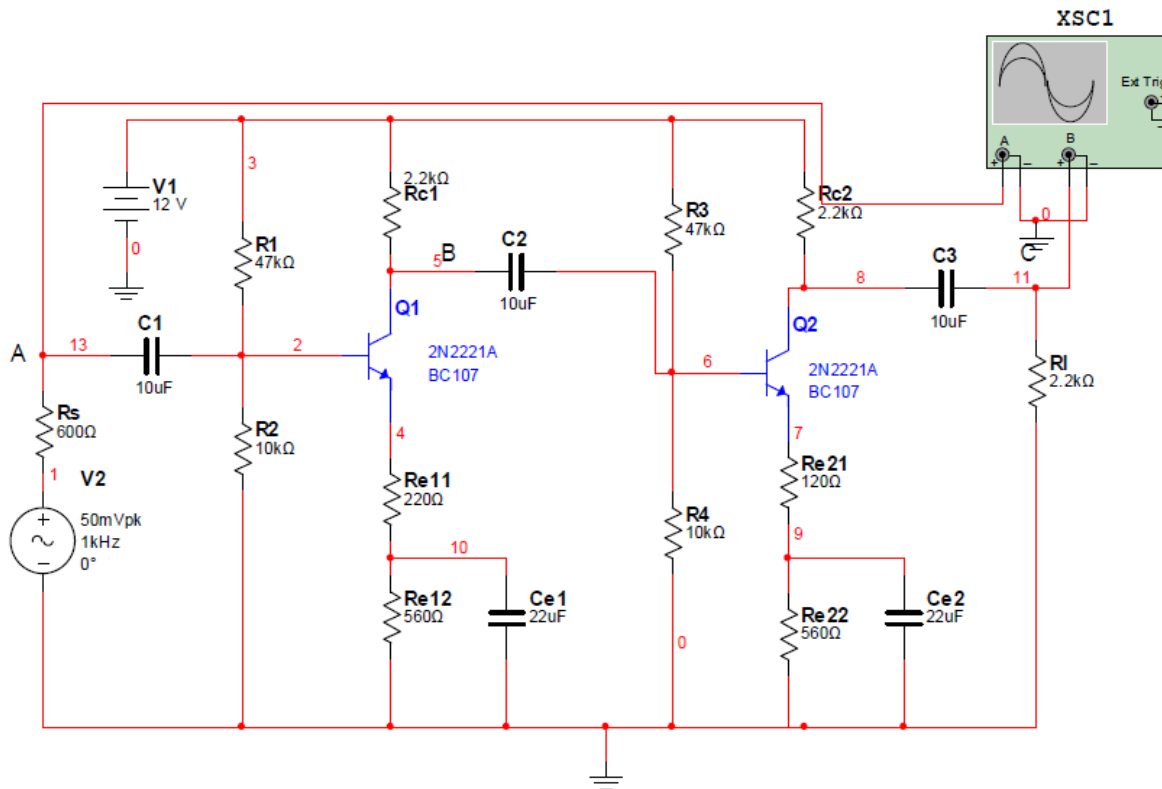 XSC1
Ext Trig
+
A
B
+
−
+
−
3
V1
12 V
0
2.2kΩ
Rc1
R1
47kΩ
R3
47kΩ
Rc2
2.2kΩ
0
5
B
C2
10uF
C
8
C3
11
10uF
Q1
2N2221A
BC107
Q2
2N2221A
BC107
A
13
C1
10uF
2
6
Rl
2.2kΩ
Rs
600Ω
R2
10kΩ
4
7
1
V2
50mVpk
1kHz
0°
+
−
Re11
220Ω
Re21
120Ω
R4
10kΩ
10
9
Re12
560Ω
Ce1
22uF
0
Re22
560Ω
Ce2
22uF